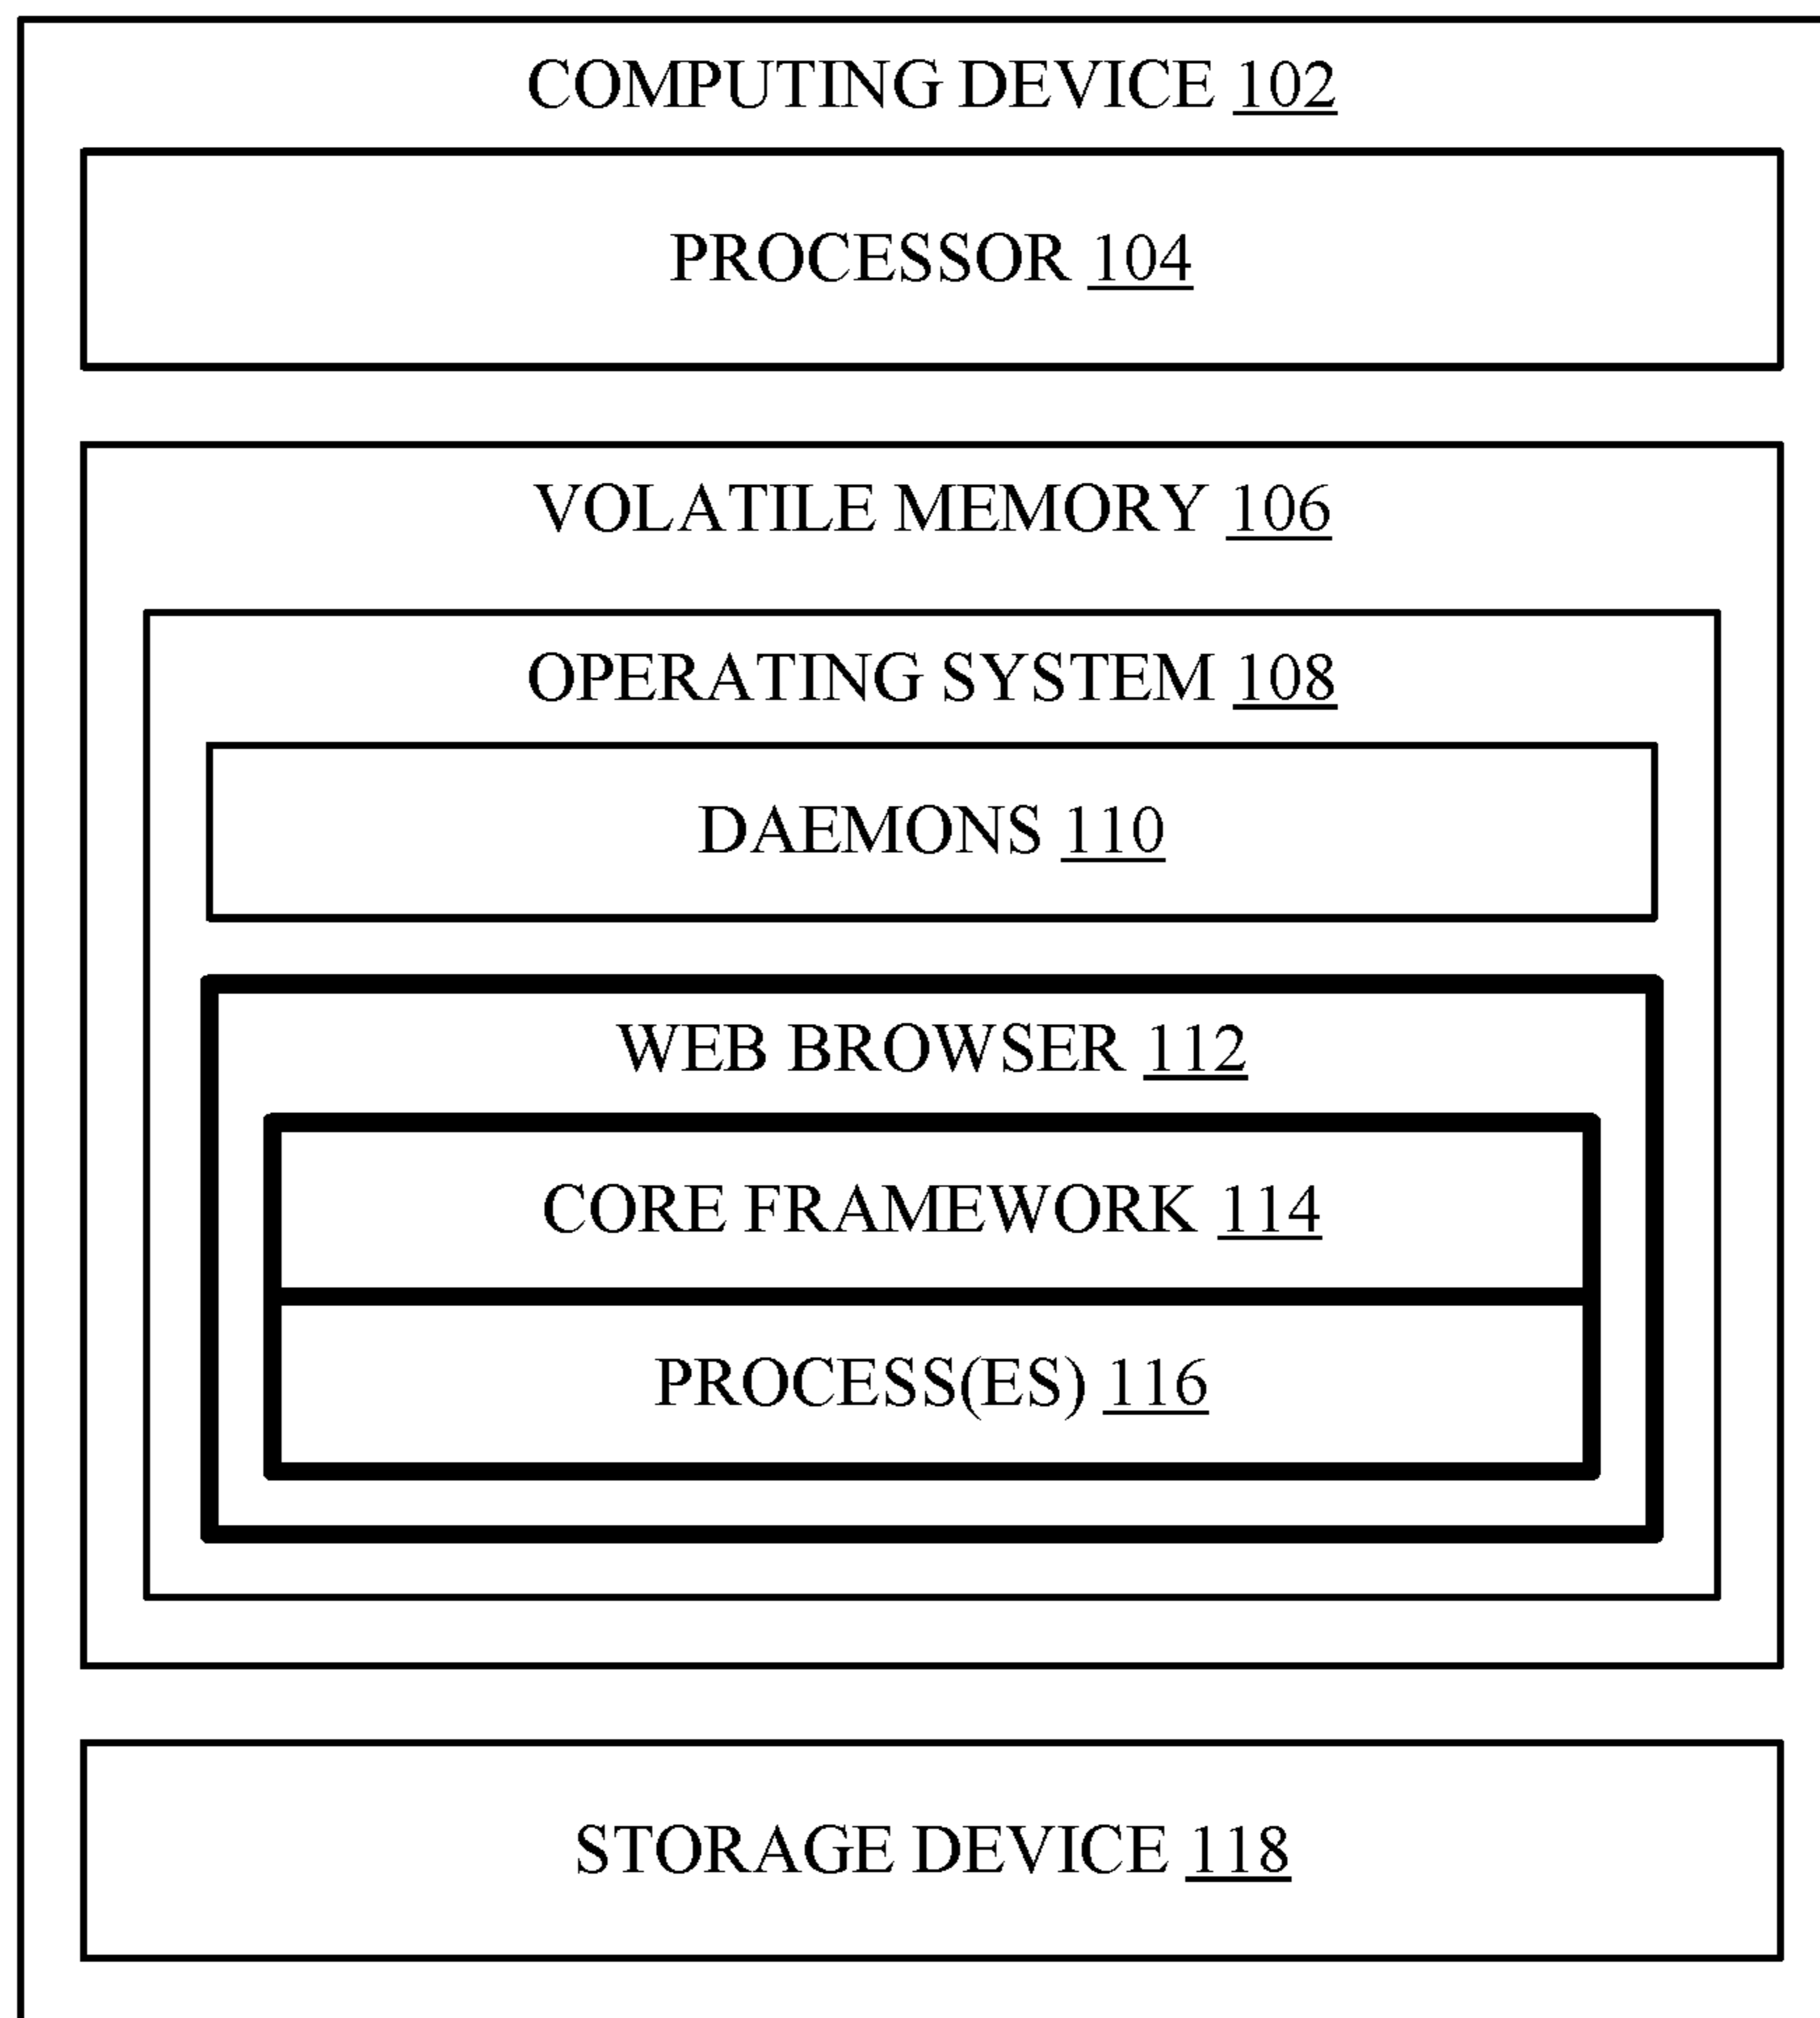 COMPUTING DEVICE 102
PROCESSOR 104
VOLATILE MEMORY 106
OPERATING SYSTEM 108
DAEMONS 110
WEB BROWSER 112
CORE FRAMEWORK 114
PROCESS(ES) 116
STORAGE DEVICE 118